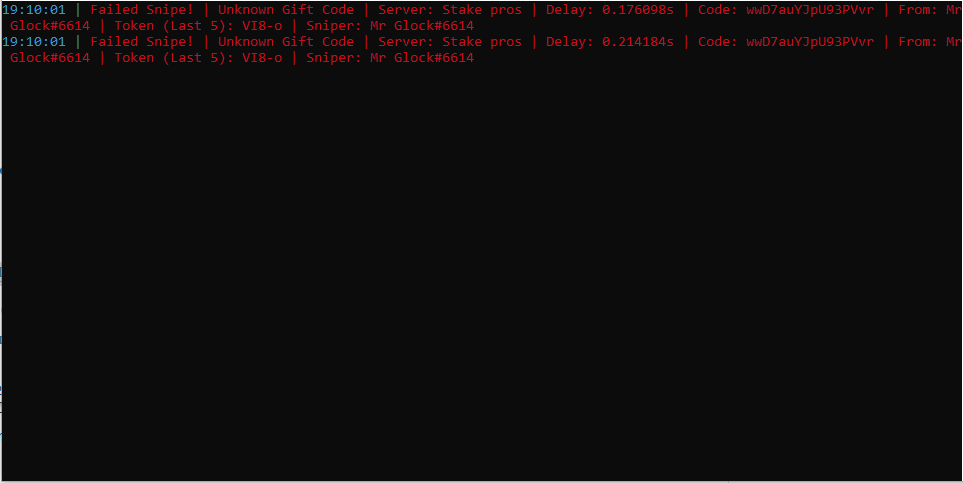 19:10:01 | Failed Snipe! | Unknown Gift Code | Server: Stake pros | Delay: 0.176098s | Code: wwD7auYJpU93PVvr | From: Mr
Glock#6614 | Token (Last 5): VI8-o | Sniper: Mr Glock#6614
19:10:01 | Failed Snipe! | Unknown Gift Code | Server: Stake pros | Delay: 0.214184s | Code: wwD7auYJpU93PVvr | From: Mr
Glock#6614 | Token (Last 5): VI8-o | Sniper: Mr Glock#6614